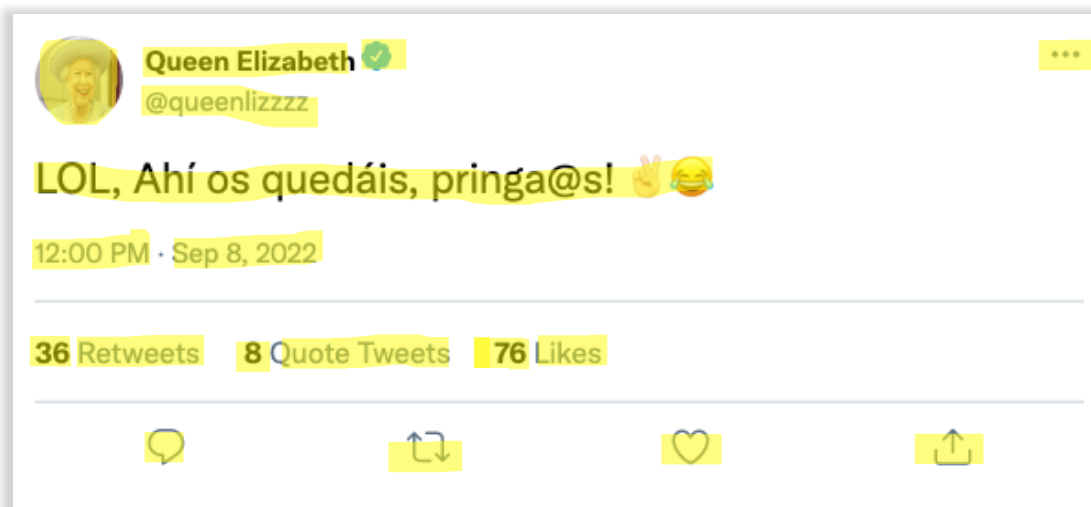 Queen Elizabeth
@queenlizzzz
LOL, Ahí os quedáis, pringa@s! ✌️😂
12:00 PM · Sep 8, 2022
36 Retweets 8 Quote Tweets 76 Likes